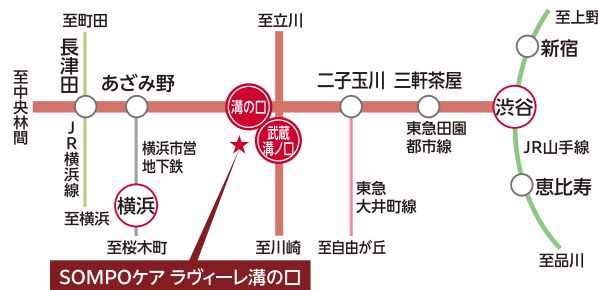 至町田
至立川
至上野
長津田
あざみ野
二子玉川
三軒茶屋
新宿
至中央林間
溝の口
渋谷
武蔵
溝ノ口
東急田園
都市線
JR横浜線
横浜市営
地下鉄
JR山手線
東急
大井町線
恵比寿
至横浜
横浜
至桜木町
至川崎
至自由が丘
至品川
SOMPOケア ラヴィーレ溝の口